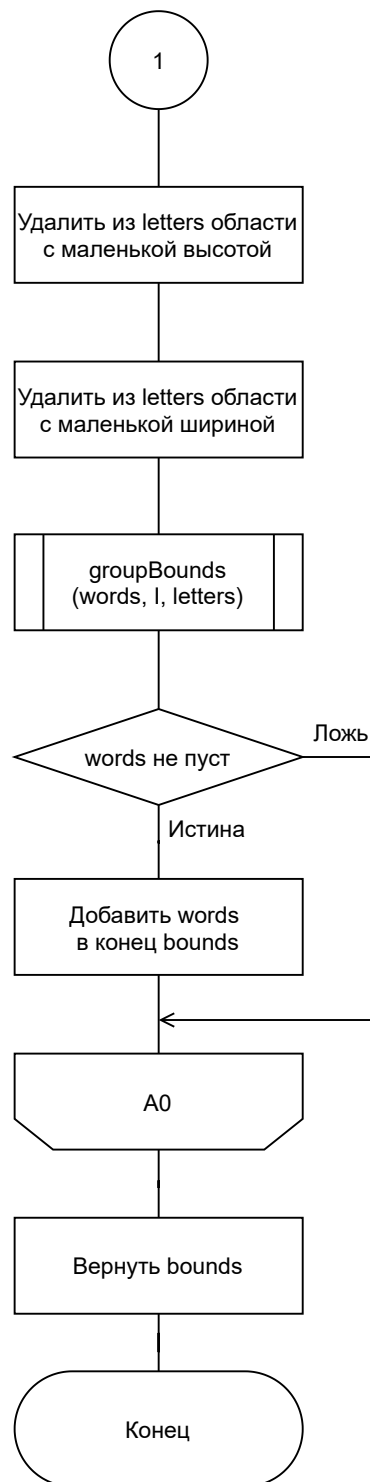 1
Удалить из letters области
с маленькой высотой
Удалить из letters области
с маленькой шириной
groupBounds
(words, I, letters)
words не пуст
Ложь
Истина
Добавить words
в конец bounds
A0
Вернуть bounds
Конец